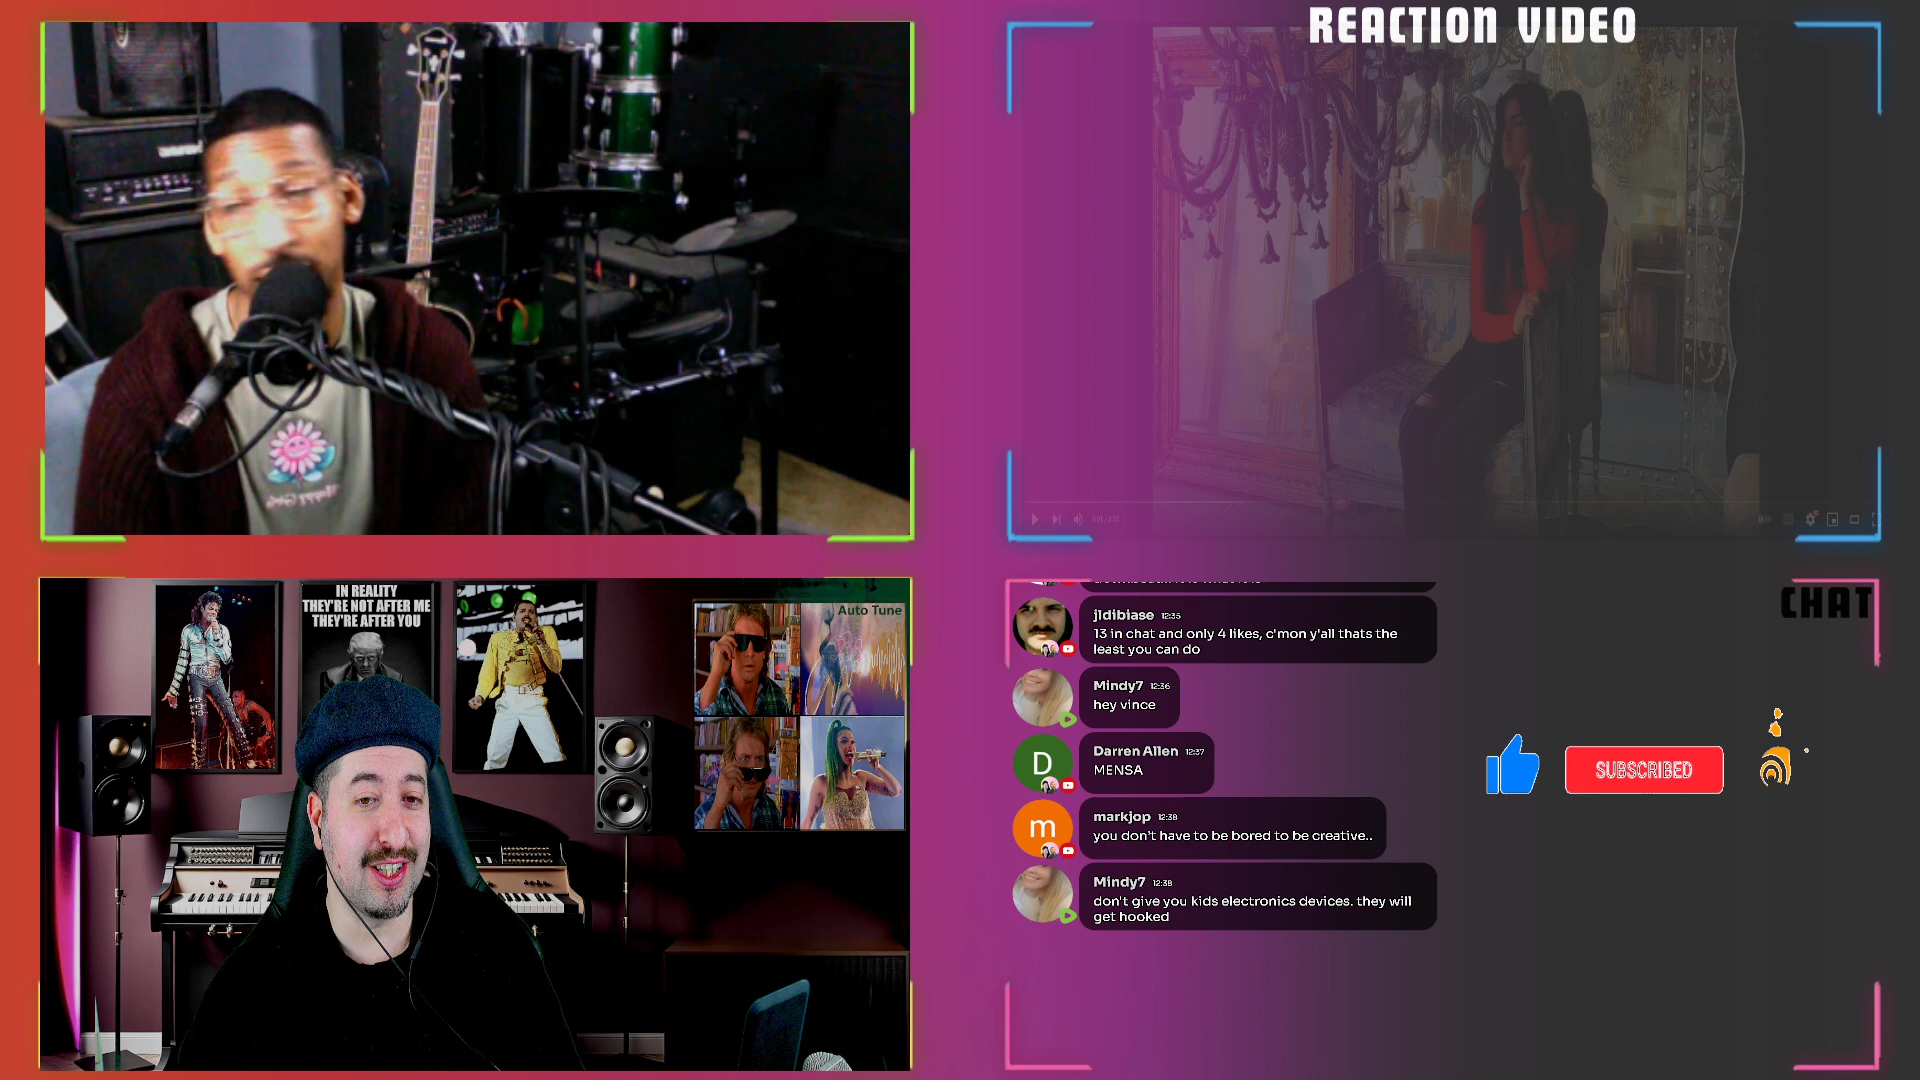 REACTION VIDEO
IN REALITY
THEY'RE NOT AFTER ME
THEY'RE AFTER YOU
Auto Tune
CHAT
jldibiase 12:35
13 in chat and only 4 likes, c'mon y'all thats the
least you can do
Mindy7 12:36
hey vince
D
Darren Allen 12:37
MENSA
m
markjop 12:38
you don't have to be bored to be creative..
Mindy7 12:38
don't give you kids electronics devices. they will
get hooked
SUBSCRIBED